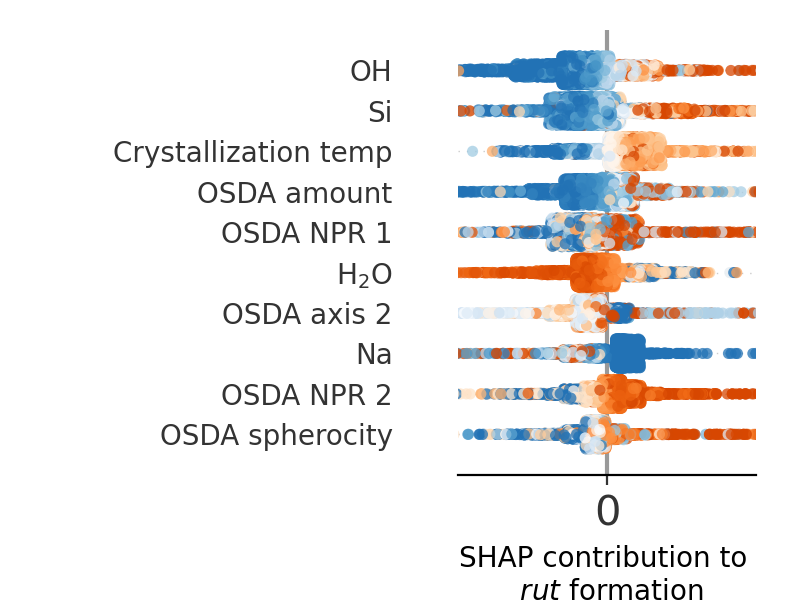 OH
Si
Crystallization temp
OSDA amount
OSDA NPR 1
H₂O
OSDA axis 2
Na
OSDA NPR 2
OSDA spherocity
0
SHAP contribution to
rut formation